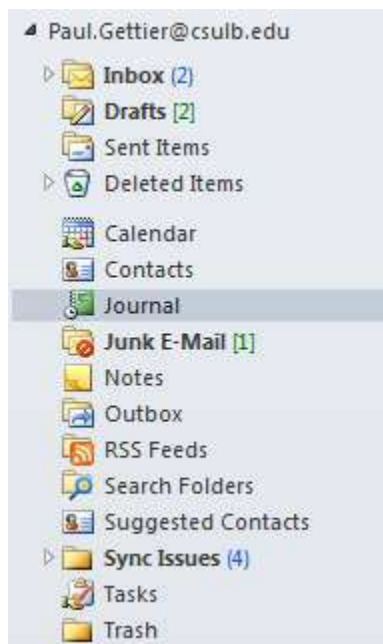 Paul.Gettier@csulb.edu
Inbox (2)
Drafts [2]
Sent Items
Deleted Items
Calendar
Contacts
Journal
Junk E-Mail [1]
Notes
Outbox
RSS Feeds
Search Folders
Suggested Contacts
Sync Issues (4)
Tasks
Trash